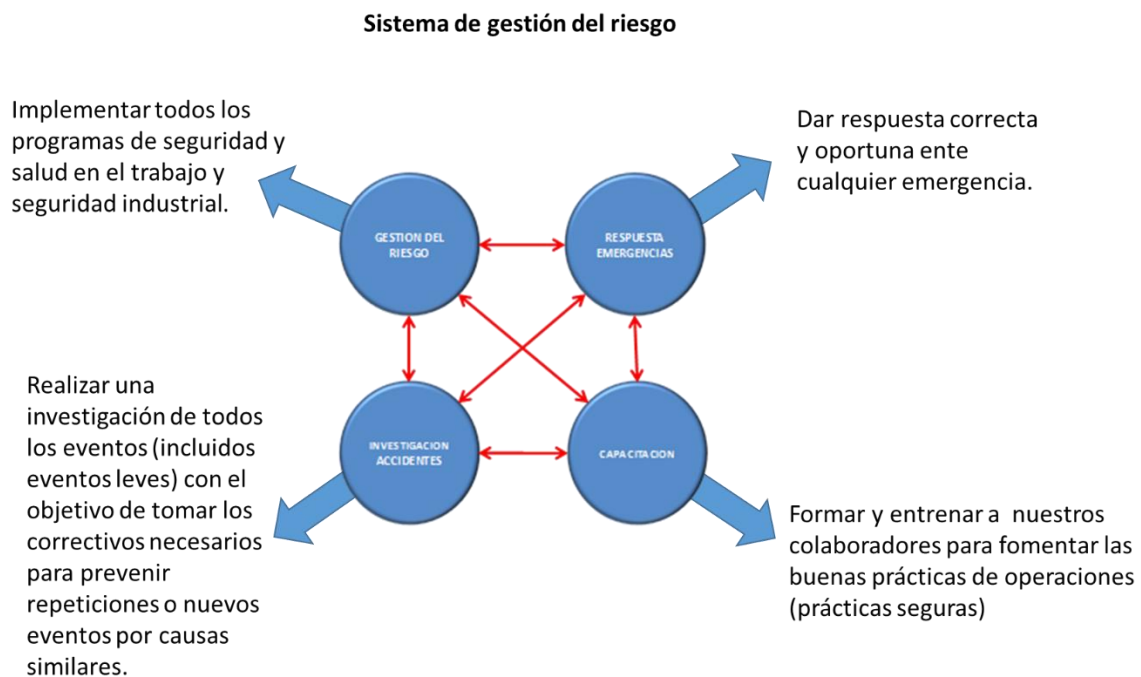 Sistema de gestión del riesgo
Implementar todos los
programas de seguridad y
salud en el trabajo y
seguridad industrial.
Dar respuesta correcta
y oportuna ente
cualquier emergencia.
GESTION DEL
RIESGO
RESPUESTA
EMERGENCIAS
INVESTIGACION
ACCIDENTES
CAPACITACION
Realizar una
investigación de todos
los eventos (incluidos
eventos leves) con el
objetivo de tomar los
correctivos necesarios
para prevenir
repeticiones o nuevos
eventos por causas
similares.
Formar y entrenar a nuestros
colaboradores para fomentar las
buenas prácticas de operaciones
(prácticas seguras)